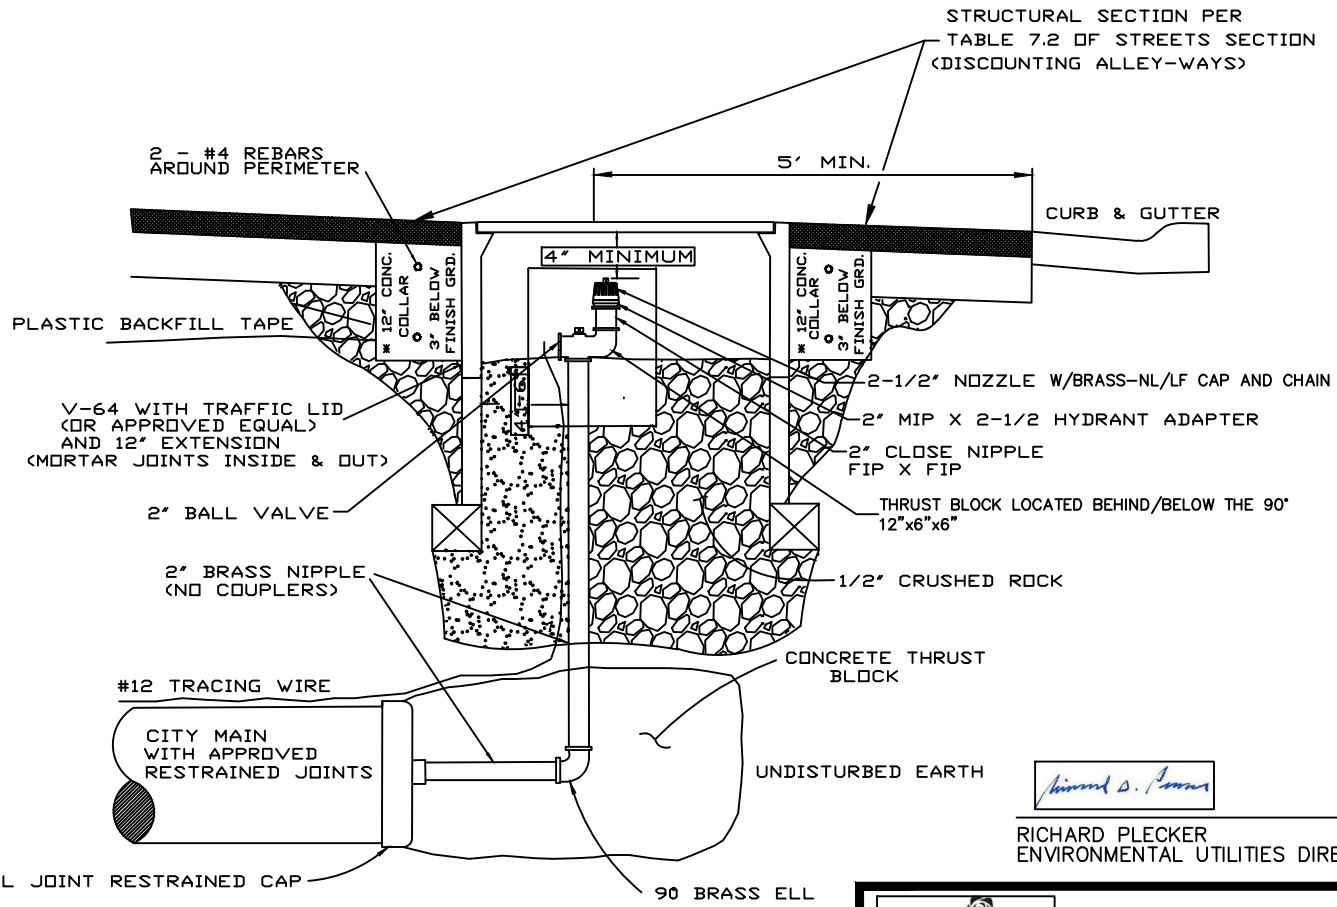 STRUCTURAL SECTION PER
TABLE 7.2 OF STREETS SECTION
(DISCOUNTING ALLEY-WAYS)
2 - #4 REBARS
AROUND PERIMETER
5' MIN.
CURB & GUTTER
4" MINIMUM
* 12" CONC.
COLLAR
3" BELOW
FINISH GRD.
* 12" CONC.
COLLAR
3" BELOW
FINISH GRD.
PLASTIC BACKFILL TAPE
2-1/2" NOZZLE W/BRASS-NL/LF CAP AND CHAIN
V-64 WITH TRAFFIC LID
(OR APPROVED EQUAL)
AND 12" EXTENSION
(MORTAR JOINTS INSIDE & OUT)
2" MIP X 2-1/2 HYDRANT ADAPTER
2" CLOSE NIPPLE
FIP X FIP
2" BALL VALVE
THRUST BLOCK LOCATED BEHIND/BELOW THE 90°
12"x6"x6"
2" BRASS NIPPLE
(NO COUPLERS)
1/2" CRUSHED ROCK
CONCRETE THRUST
BLOCK
#12 TRACING WIRE
CITY MAIN
WITH APPROVED
RESTRAINED JOINTS
UNDISTURBED EARTH
RICHARD PLECKER
ENVIRONMENTAL UTILITIES DIRE
L JOINT RESTRAINED CAP
90 BRASS ELL